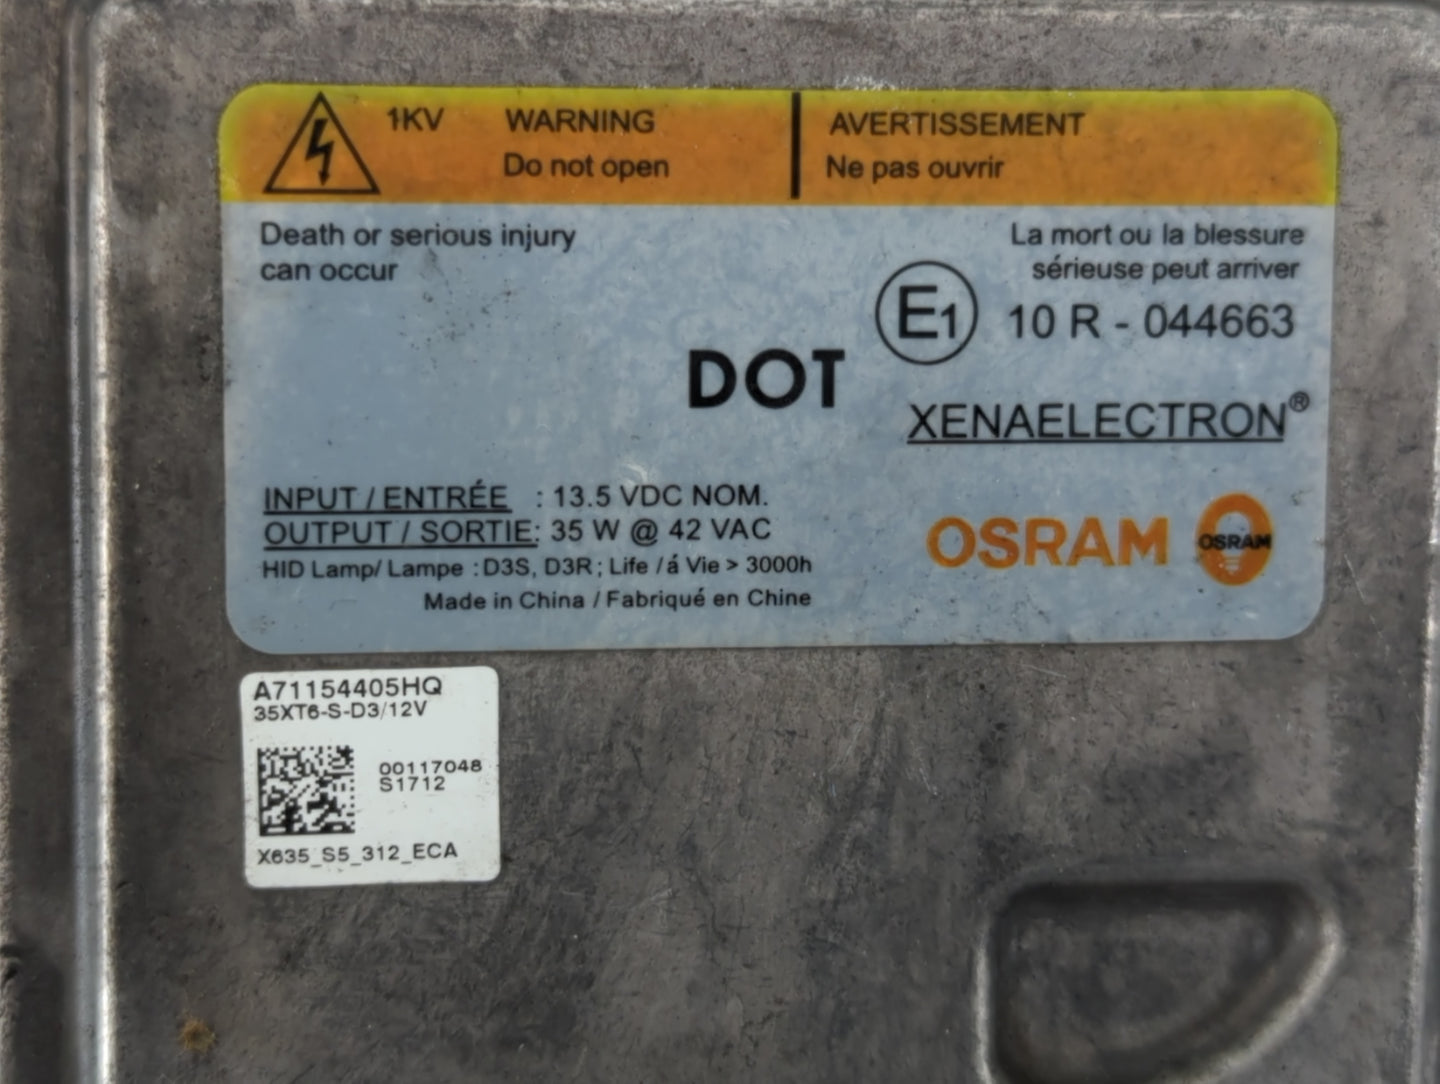 1KV WARNING AVERTISSEMENT
Do not open Ne pas ouvrir
Death or serious injury
can occur
La mort ou la blessure
sérieuse peut arriver
E1 10 R - 044663
DOT
XENAELECTRON®
INPUT / ENTRÉE : 13.5 VDC NOM.
OUTPUT / SORTIE: 35 W @ 42 VAC
HID Lamp/ Lampe : D3S, D3R; Life / á Vie > 3000h
Made in China / Fabriqué en Chine
OSRAM OSRAM
A71154405HQ
35XT6-S-D3/12V
00117048
S1712
X635_S5_312_ECA